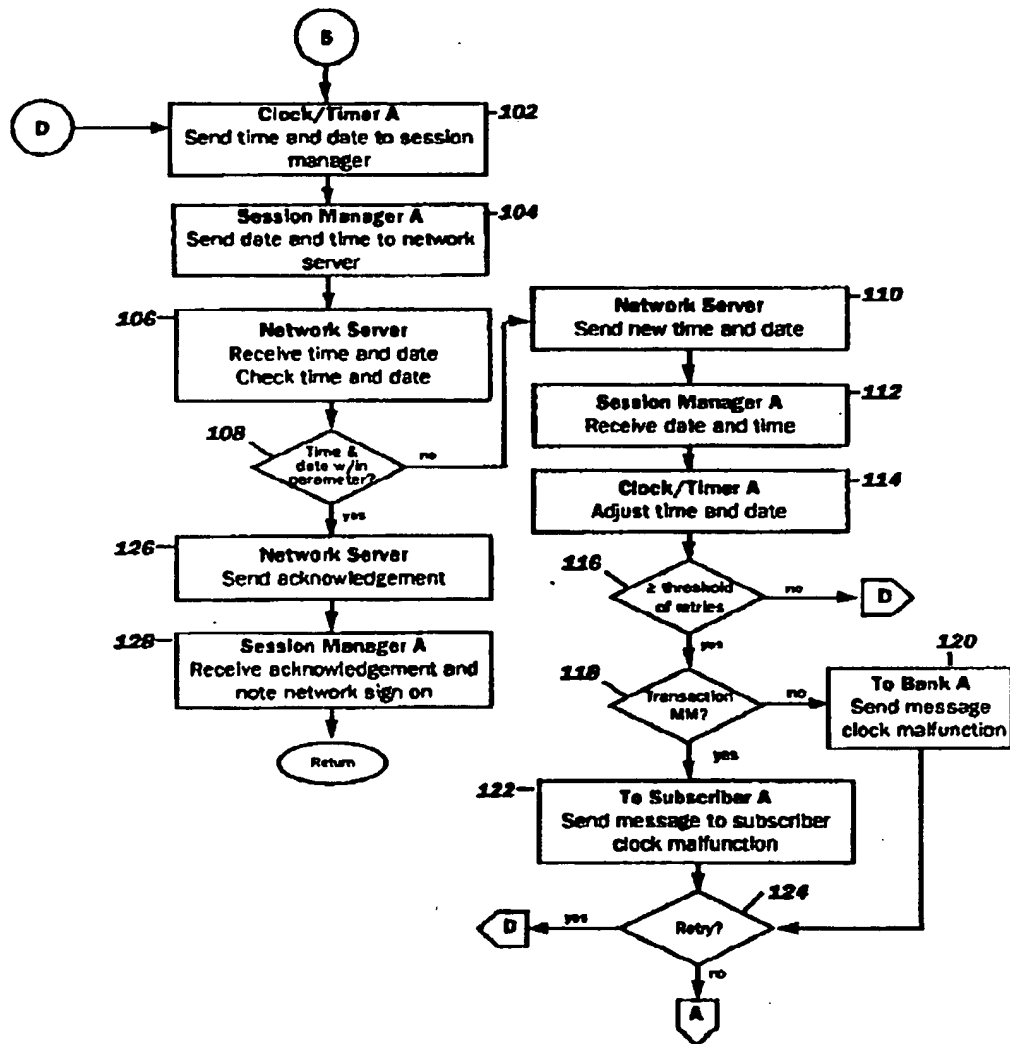 B
D
102
Clock/Timer A
Send time and date to session
manager
104
Session Manager A
Send date and time to network
server
106
Network Server
Receive time and date
Check time and date
108
Time &
date w/in
parameter?
no
yes
126
Network Server
Send acknowledgement
128
Session Manager A
Receive acknowledgement and
note network sign on
Return
110
Network Server
Send new time and date
112
Session Manager A
Receive date and time
114
Clock/Timer A
Adjust time and date
116
≥ threshold
of retries
no
D
yes
118
Transaction
MM?
no
120
To Bank A
Send message
clock malfunction
yes
122
To Subscriber A
Send message to subscriber
clock malfunction
124
Retry?
yes
D
no
A